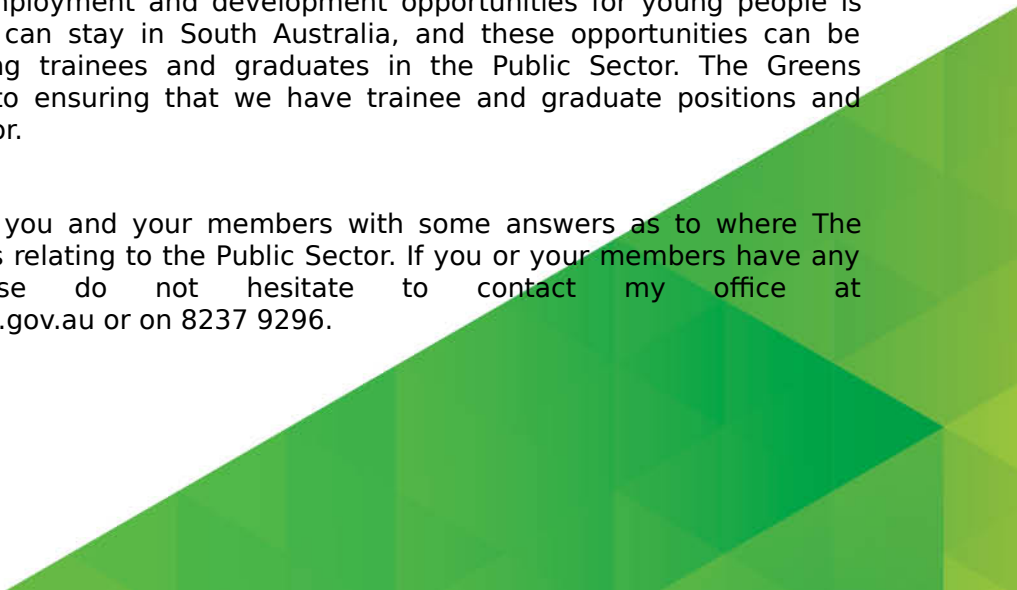 employment and development opportunities for young people is
can stay in South Australia, and these opportunities can be
trainees and graduates in the Public Sector. The Greens
to ensuring that we have trainee and graduate positions and
you and your members with some answers as to where The
relating to the Public Sector. If you or your members have any
do not hesitate to contact my office at
.gov.au or on 8237 9296.